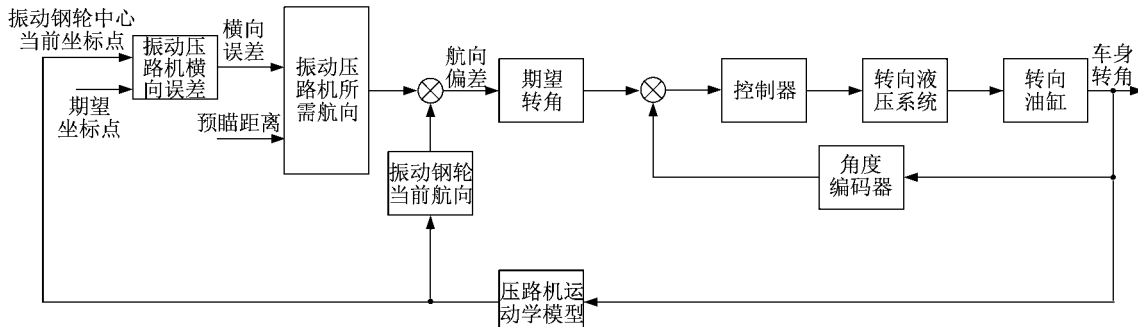 振动钢轮中心
当前坐标点
振动压
路机横
向误差
横向
误差
期望
坐标点
预瞄距离
振动压
路机所
需航向
航向
偏差
振动钢轮
当前航向
期望
转角
控制器
转向液
压系统
转向
油缸
车身
转角
角度
编码器
压路机运
动学模型